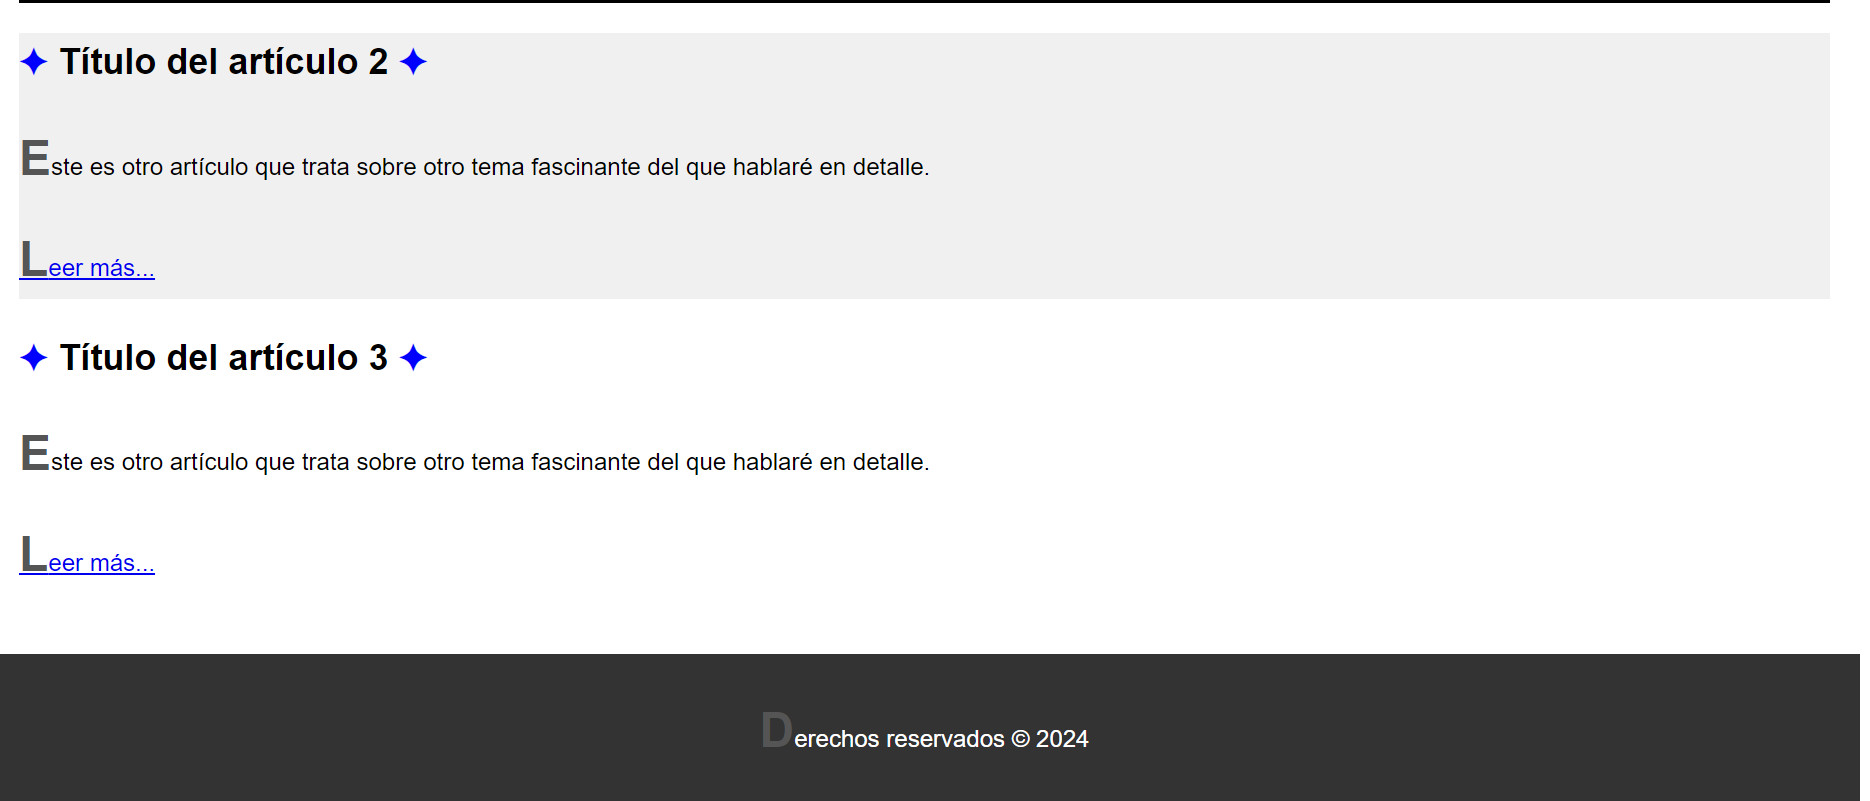 ✦ Título del artículo 2 ✦
Este es otro artículo que trata sobre otro tema fascinante del que hablaré en detalle.
Leer más...
✦ Título del artículo 3 ✦
Este es otro artículo que trata sobre otro tema fascinante del que hablaré en detalle.
Leer más...
Derechos reservados © 2024